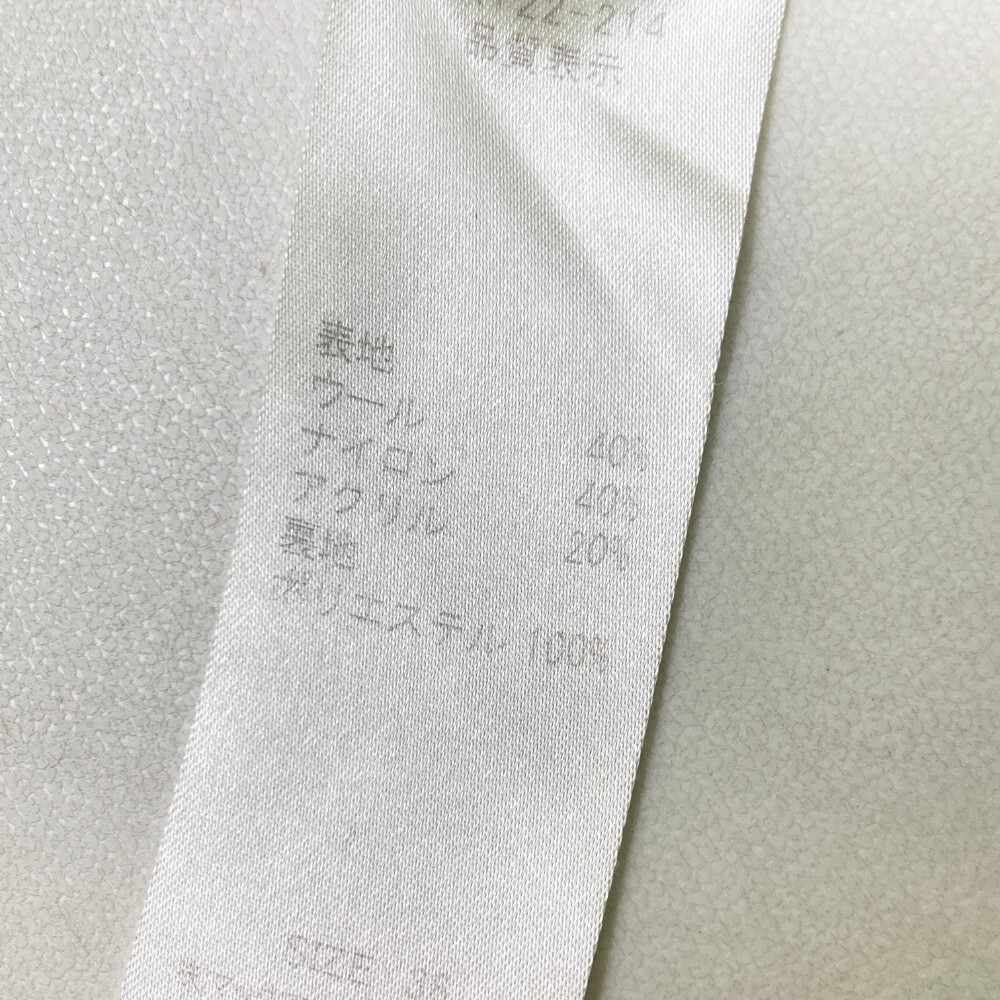 品質表示
表地
ウール 40%
ナイロン 40%
アクリル 20%
裏地
ポリエステル 100%
SIZE